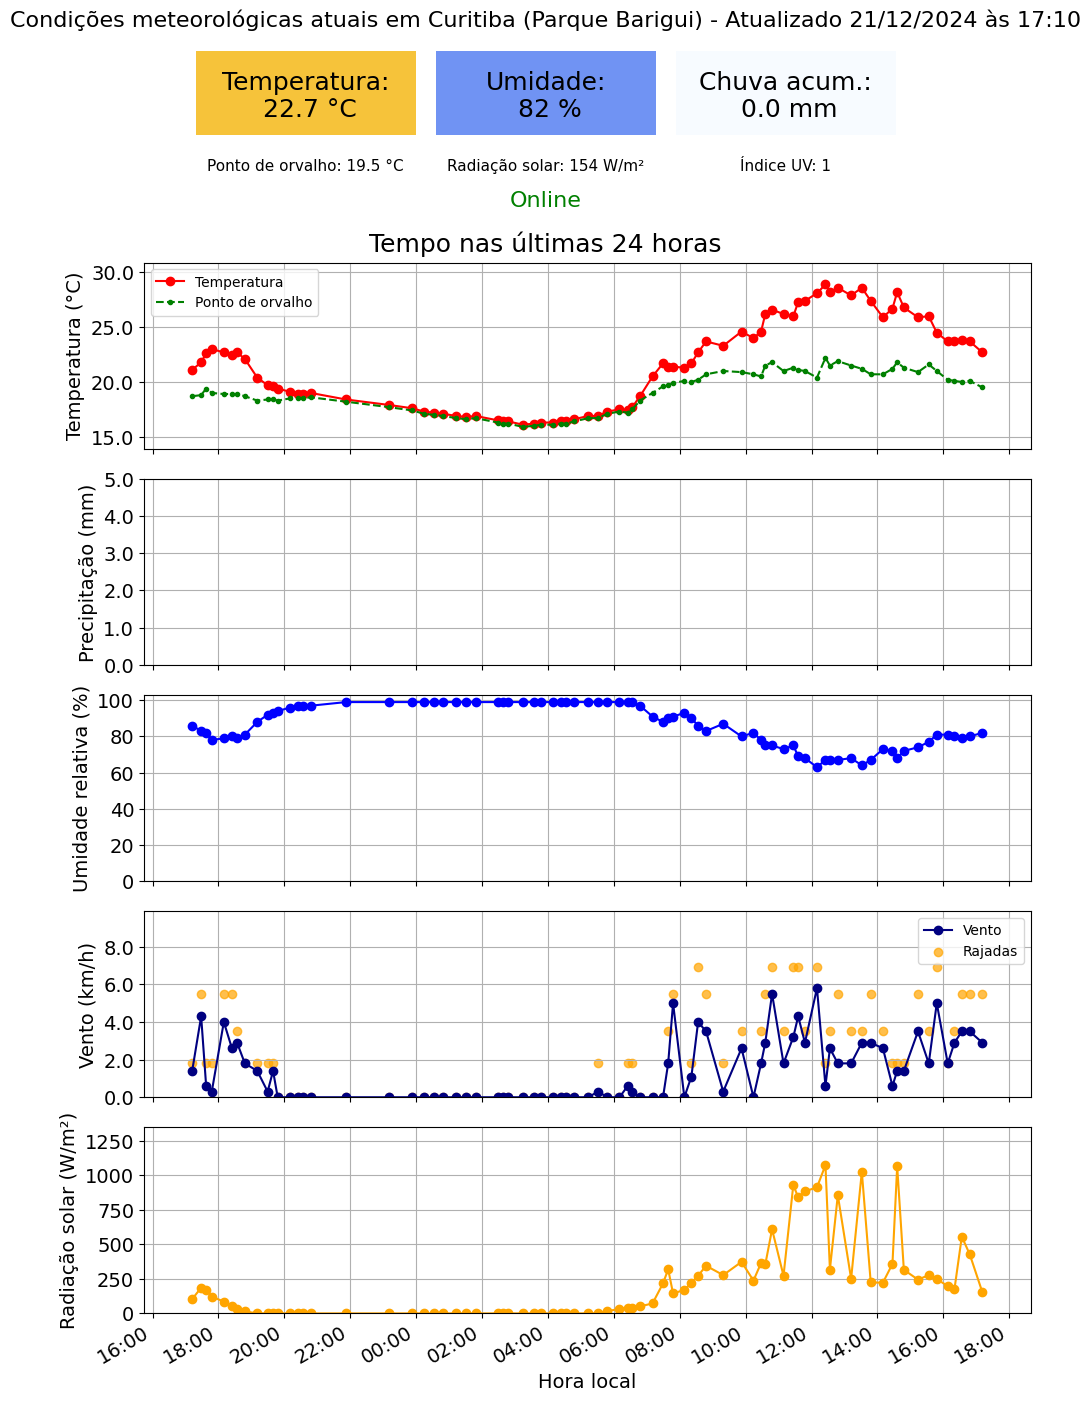 Condições meteorológicas atuais em Curitiba (Parque Barigui) - Atualizado 21/12/2024 às 17:10
Temperatura:
22.7 °C
Umidade:
82 %
Chuva acum.:
0.0 mm
Ponto de orvalho: 19.5 °C
Radiação solar: 154 W/m²
Índice UV: 1
Online
Tempo nas últimas 24 horas
Temperatura (°C)
30.0
25.0
20.0
15.0
Temperatura
Ponto de orvalho
Precipitação (mm)
5.0
4.0
3.0
2.0
1.0
0.0
Umidade relativa (%)
100
80
60
40
20
0
Vento (km/h)
8.0
6.0
4.0
2.0
0.0
Vento
Rajadas
Radiação solar (W/m²)
1250
1000
750
500
250
0
16:00
18:00
20:00
22:00
00:00
02:00
04:00
06:00
08:00
10:00
12:00
14:00
16:00
18:00
Hora local